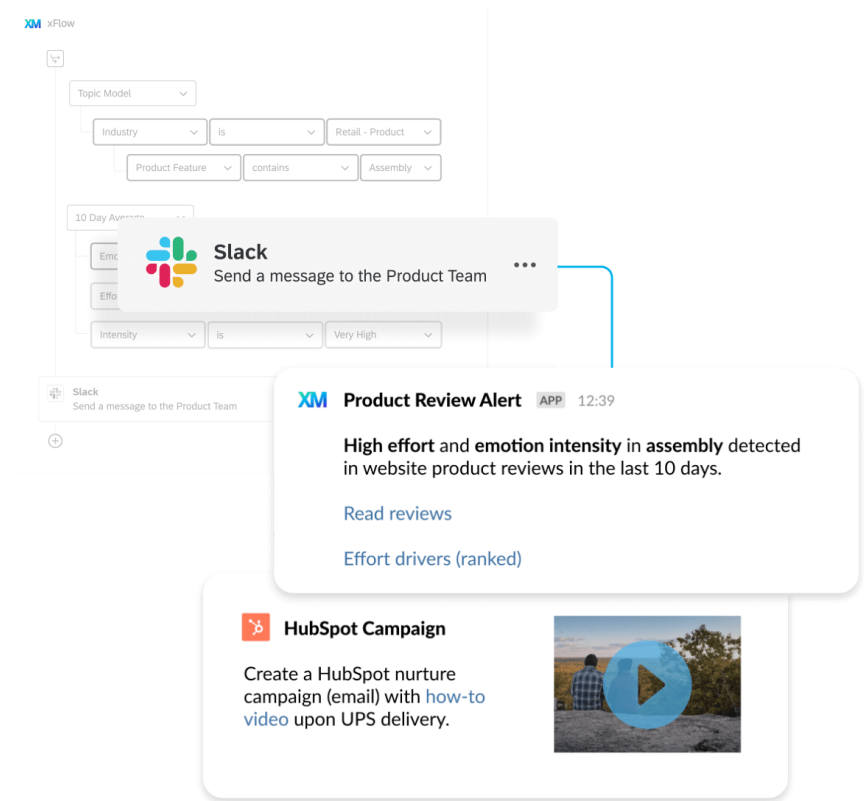 XM xFlow
Topic Model
Industry is Retail - Product
Product Feature contains Assembly
10 Day Average
Slack
Send a message to the Product Team
Intensity is Very High
Slack
Send a message to the Product Team
XM Product Review Alert APP 12:39
High effort and emotion intensity in assembly detected
in website product reviews in the last 10 days.
Read reviews
Effort drivers (ranked)
HubSpot Campaign
Create a HubSpot nurture
campaign (email) with how-to
video upon UPS delivery.